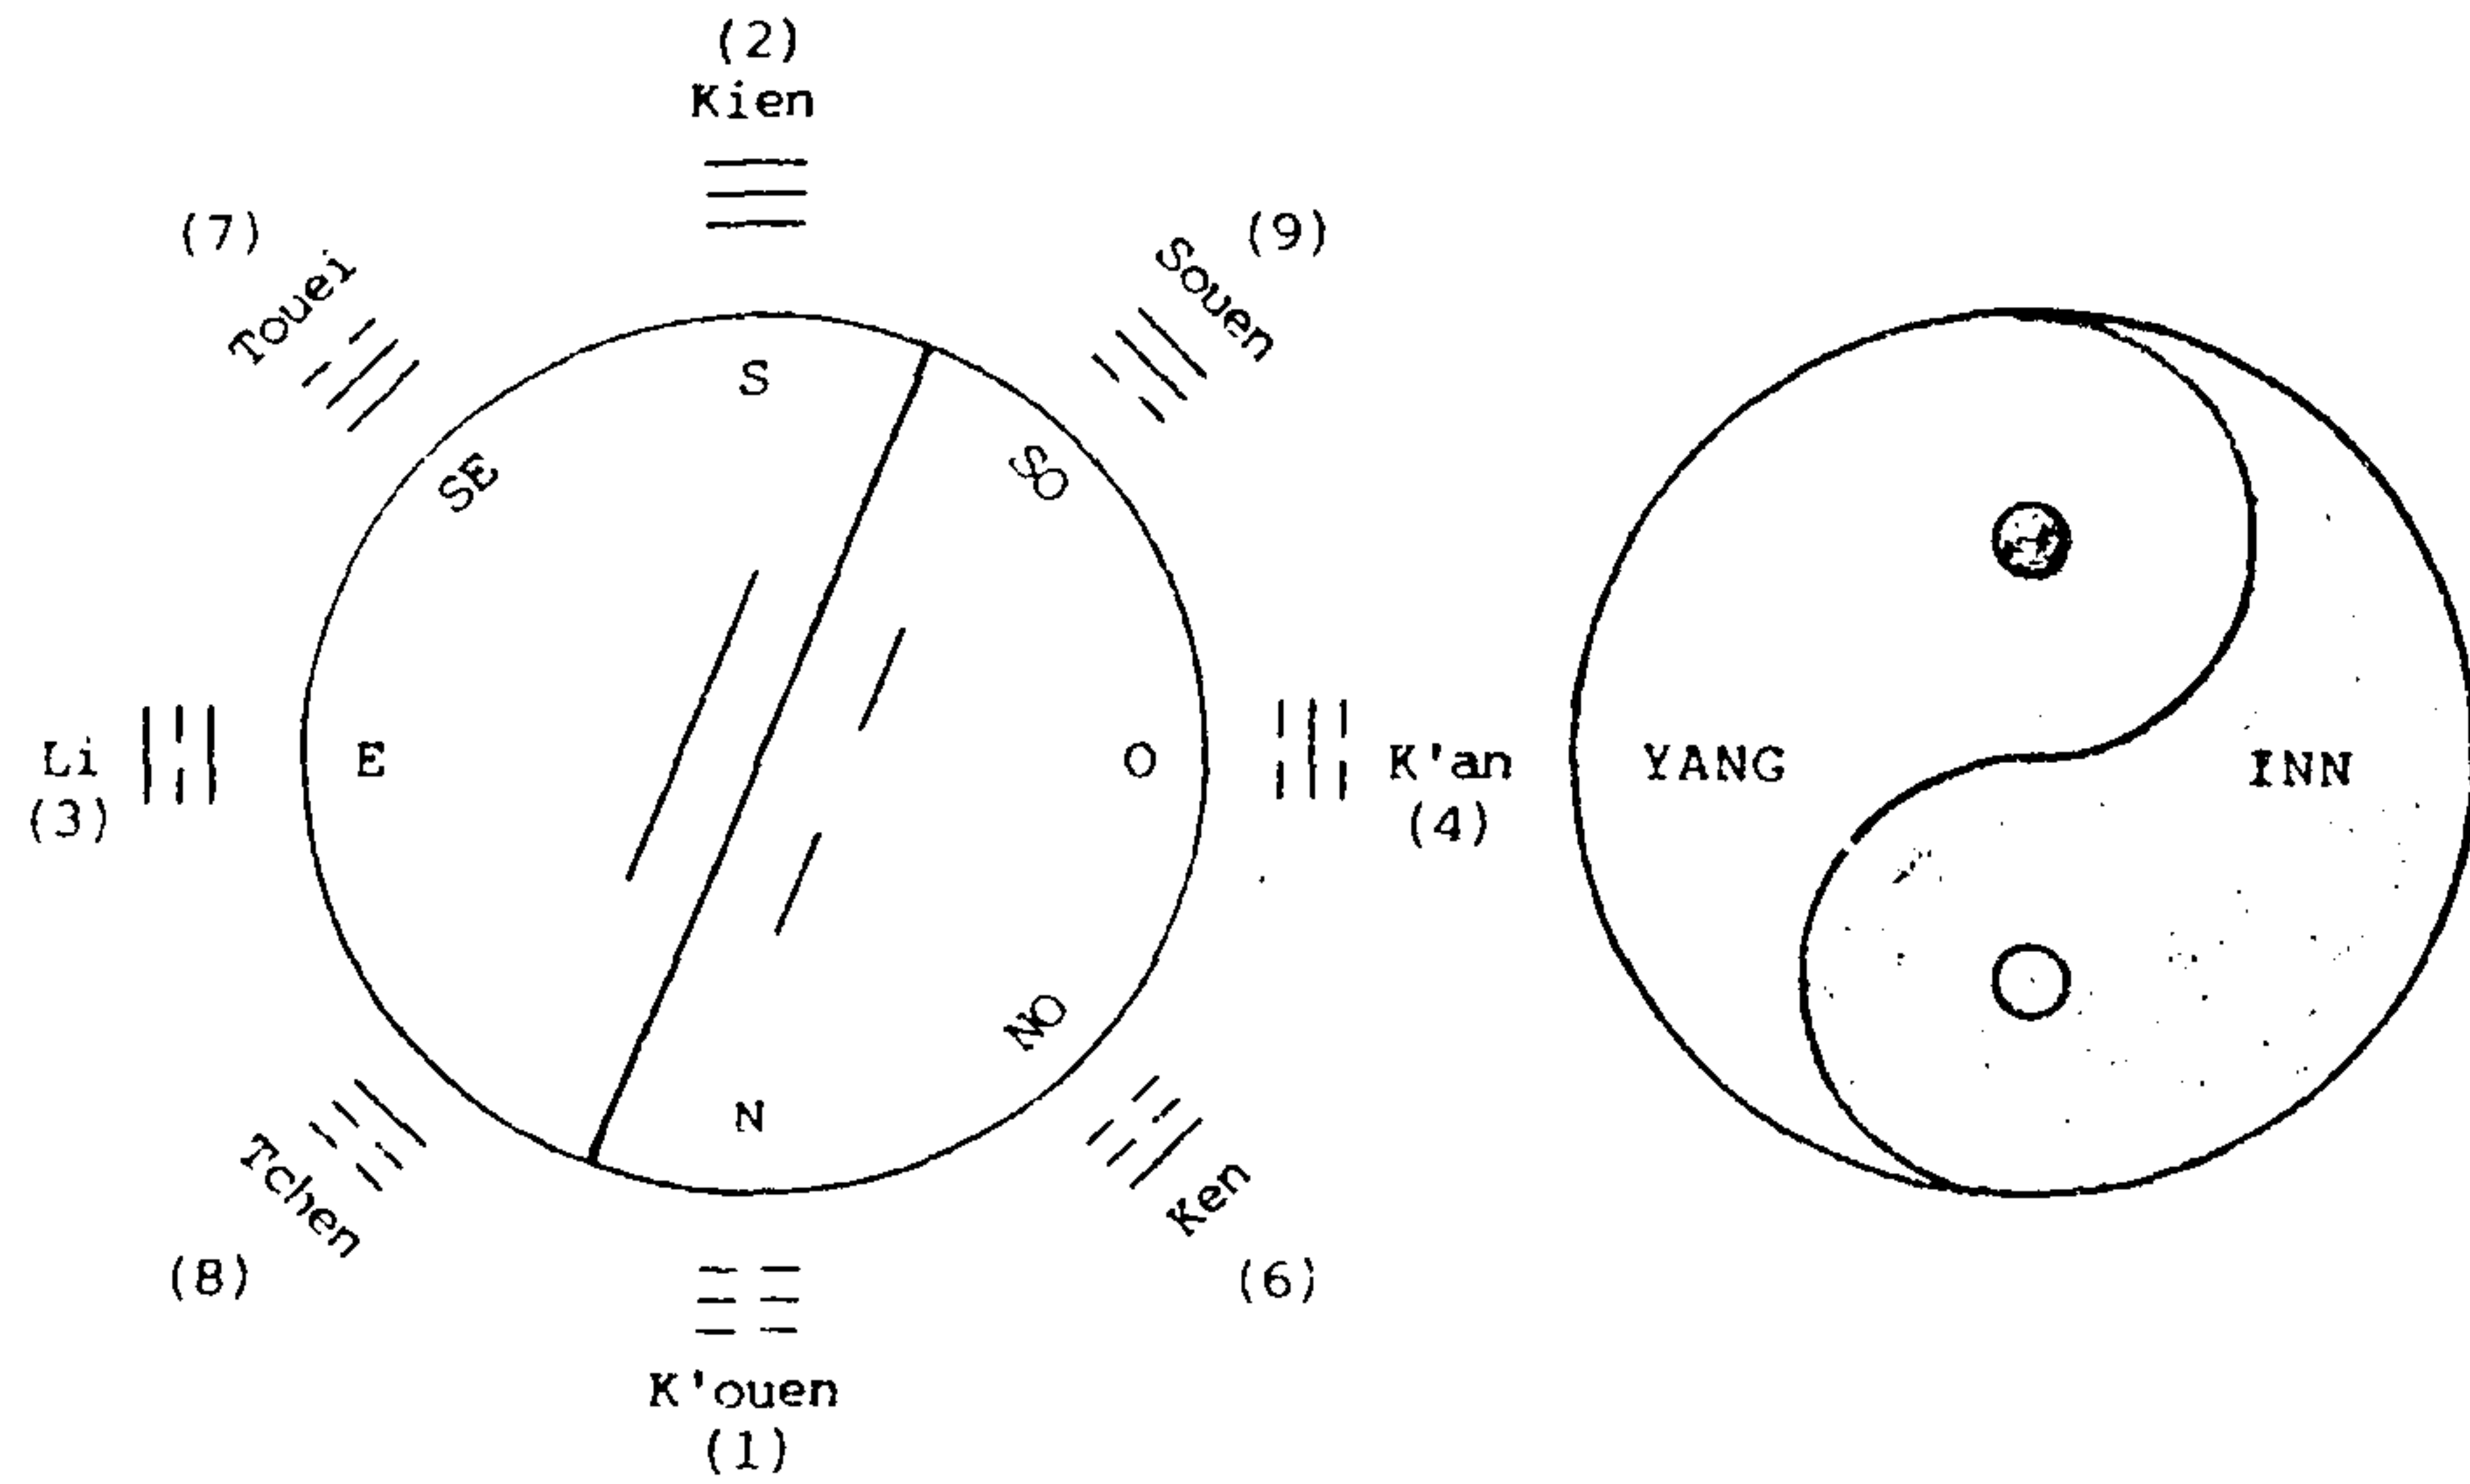 (2)
Kien
(7)
Touei
Souen
(9)
S
SE
SO
Li
(3)
E
O
K'an
(4)
YANG
INN
NO
N
Tchen
(8)
Ken
(6)
K'ouen
(1)